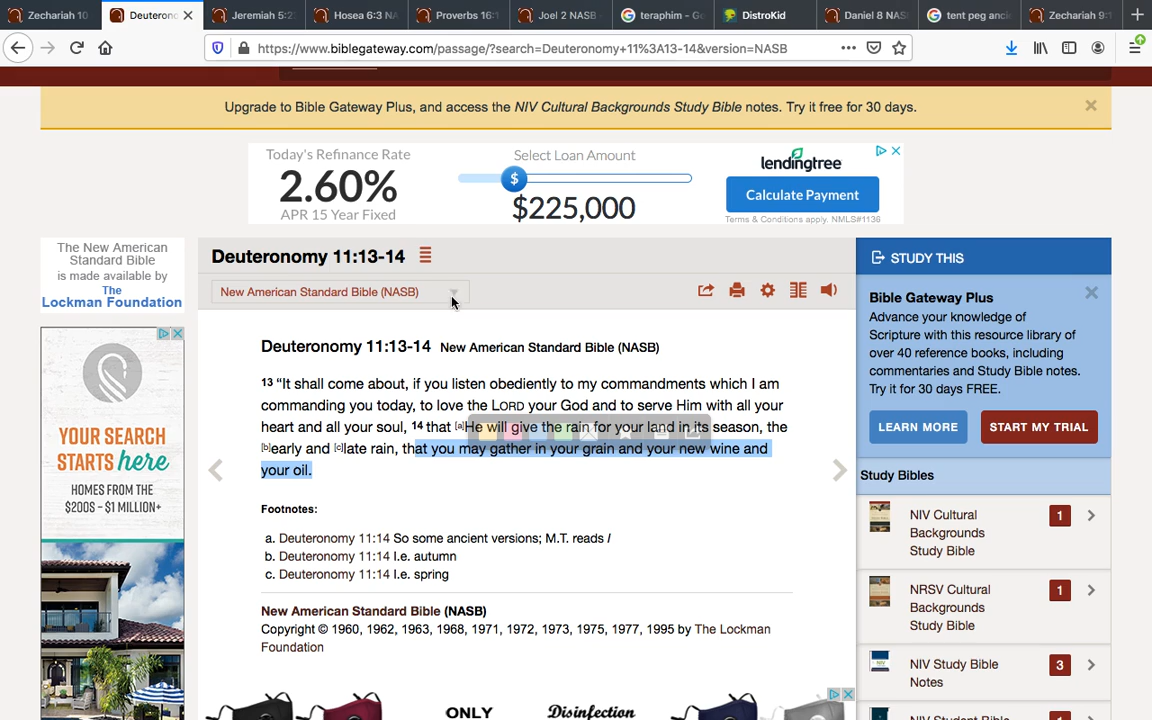 Zechariah 10
Deutero
Jeremiah 5:2
Hosea 6:3 NA
Proverbs 16:1
Joel 2 NASB
teraphim - Go
DistroKid
Daniel 8 NAS
tent peg anci
Zechariah 9:1
https://www.biblegateway.com/passage/?search=Deuteronomy+11%3A13-14&version=NASB
Upgrade to Bible Gateway Plus, and access the NIV Cultural Backgrounds Study Bible notes. Try it free for 30 days.
Today's Refinance Rate
2.60%
APR 15 Year Fixed
Select Loan Amount
$
$225,000
lendingtree
Calculate Payment
Terms & Conditions apply. NMLS#1136
The New American
Standard Bible
is made available by
The
Lockman Foundation
YOUR SEARCH
STARTS here
HOMES FROM THE
$200S - $1 MILLION+
Deuteronomy 11:13-14
New American Standard Bible (NASB)
Deuteronomy 11:13-14 New American Standard Bible (NASB)
13 “It shall come about, if you listen obediently to my commandments which I am
commanding you today, to love the LORD your God and to serve Him with all your
heart and all your soul, 14 that [a]He will give the rain for your land in its season, the
[b]early and [c]late rain, that you may gather in your grain and your new wine and
your oil.
Footnotes:
a. Deuteronomy 11:14 So some ancient versions; M.T. reads I
b. Deuteronomy 11:14 I.e. autumn
c. Deuteronomy 11:14 I.e. spring
New American Standard Bible (NASB)
Copyright © 1960, 1962, 1963, 1968, 1971, 1972, 1973, 1975, 1977, 1995 by The Lockman
Foundation
ONLY
Disinfection
STUDY THIS
Bible Gateway Plus
Advance your knowledge of
Scripture with this resource library of
over 40 reference books, including
commentaries and Study Bible notes.
Try it for 30 days FREE.
LEARN MORE
START MY TRIAL
Study Bibles
NIV Cultural
Backgrounds
Study Bible
1
NRSV Cultural
Backgrounds
Study Bible
1
NIV Study Bible
Notes
3
NIV Student Bible